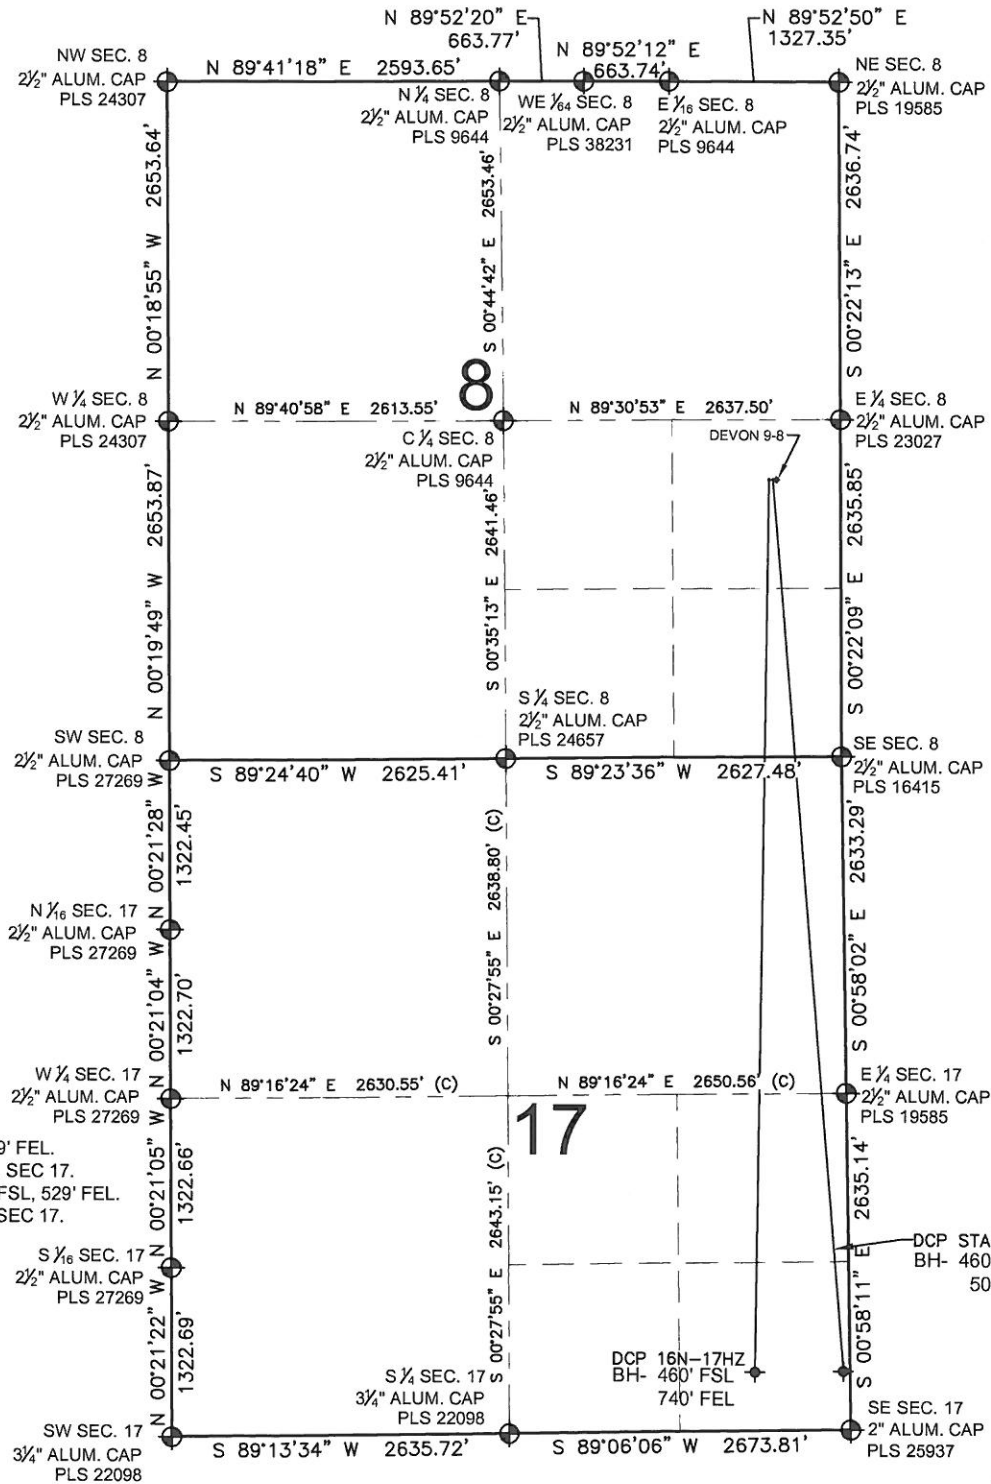 N 89°52'20" E
663.77'
N 89°52'50" E
1327.35'
N 89°52'12" E
663.74'
N 89°41'18" E 2593.65'
NW SEC. 8
2½" ALUM. CAP
PLS 24307
N ¼ SEC. 8
2½" ALUM. CAP
PLS 9644
WE 1/64 SEC. 8
2½" ALUM. CAP
PLS 38231
E 1/16 SEC. 8
2½" ALUM. CAP
PLS 9644
NE SEC. 8
2½" ALUM. CAP
PLS 19585
N 00°18'55" W 2653.64'
S 00°44'42" E 2653.46'
S 00°22'13" E 2636.74'
8
W ¼ SEC. 8
2½" ALUM. CAP
PLS 24307
N 89°40'58" E 2613.55'
N 89°30'53" E 2637.50'
E ¼ SEC. 8
2½" ALUM. CAP
PLS 23027
C ¼ SEC. 8
2½" ALUM. CAP
PLS 9644
DEVON 9-8
N 00°19'49" W 2653.87'
S 00°35'13" E 2641.46'
S 00°22'09" E 2635.85'
S ¼ SEC. 8
2½" ALUM. CAP
PLS 24657
SW SEC. 8
2½" ALUM. CAP
PLS 27269
SE SEC. 8
2½" ALUM. CAP
PLS 16415
S 89°24'40" W 2625.41'
S 89°23'36" W 2627.48'
N 00°21'28" W
1322.45'
S 00°27'55" E 2638.80' (C)
S 00°58'02" E 2633.29'
N 1/16 SEC. 17
2½" ALUM. CAP
PLS 27269
N 00°21'04" W
1322.70'
W ¼ SEC. 17
2½" ALUM. CAP
PLS 27269
N 89°16'24" E 2630.55' (C)
N 89°16'24" E 2650.56' (C)
E ¼ SEC. 17
2½" ALUM. CAP
PLS 19585
17
9' FEL.
SEC 17.
FSL, 529' FEL.
SEC 17.
N 00°21'05" W
1322.66'
S 00°27'55" E 2643.15' (C)
S 00°58'11" E 2635.14'
S 1/16 SEC. 17
2½" ALUM. CAP
PLS 27269
DCP STA
BH- 460
50
N 00°21'22" W
1322.69'
DCP 16N-17HZ
BH- 460' FSL
740' FEL
S ¼ SEC. 17
3¼" ALUM. CAP
PLS 22098
SW SEC. 17
3¼" ALUM. CAP
PLS 22098
SE SEC. 17
2" ALUM. CAP
PLS 25937
S 89°13'34" W 2635.72'
S 89°06'06" W 2673.81'